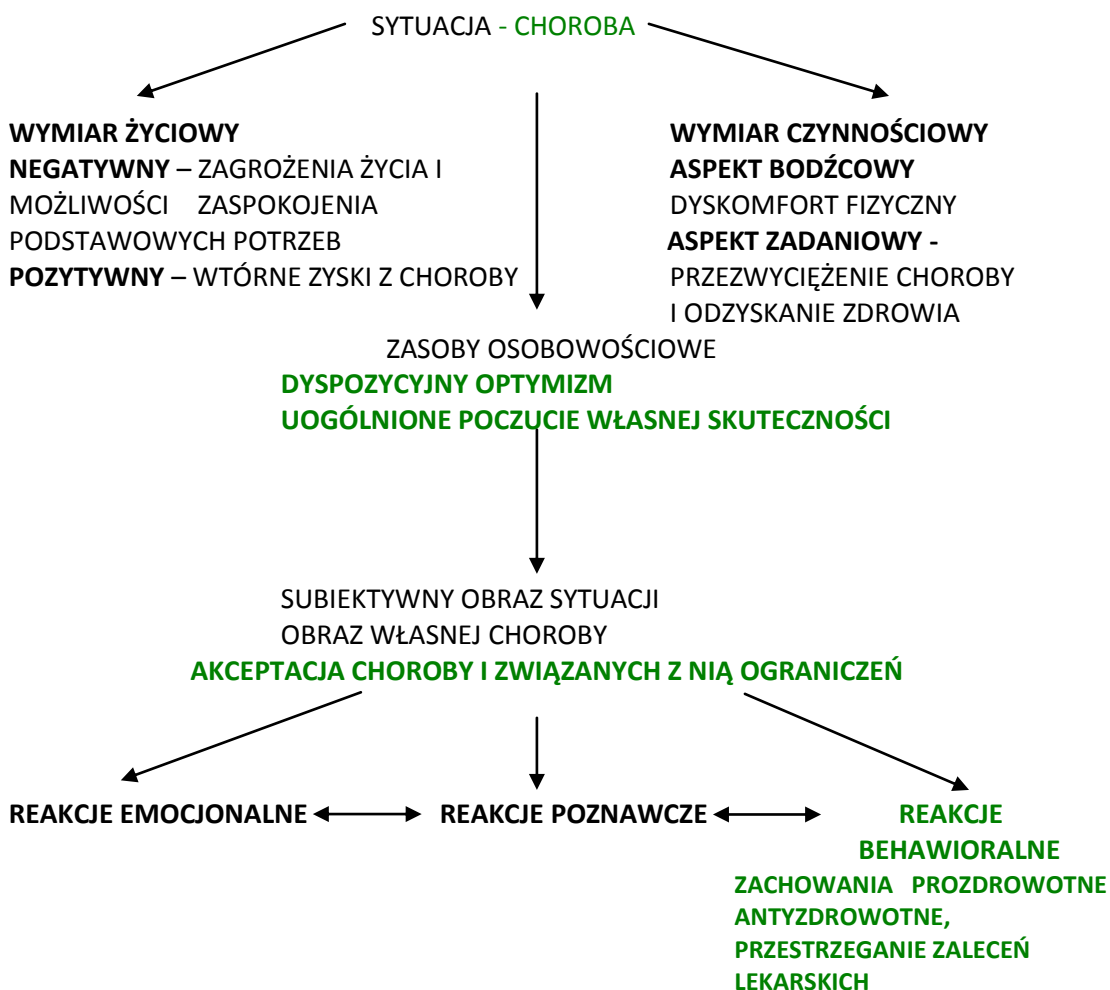 SYTUACJA - CHOROBA
WYMIAR ŻYCIOWY
NEGATYWNY – ZAGROŻENIA ŻYCIA I
MOŻLIWOŚCI ZASPOKOJENIA
PODSTAWOWYCH POTRZEB
POZYTYWNY – WTÓRNE ZYSKI Z CHOROBY
WYMIAR CZYNNOŚCIOWY
ASPEKT BODŹCOWY
DYSKOMFORT FIZYCZNY
ASPEKT ZADANIOWY -
PRZEZWYCIĘŻENIE CHOROBY
I ODZYSKANIE ZDROWIA
ZASOBY OSOBOWOŚCIOWE
DYSPOZYCYJNY OPTYMIZM
UOGÓLNIONE POCZUCIE WŁASNEJ SKUTECZNOŚCI
SUBIEKTYWNY OBRAZ SYTUACJI
OBRAZ WŁASNEJ CHOROBY
AKCEPTACJA CHOROBY I ZWIĄZANYCH Z NIĄ OGRANICZEŃ
REAKCJE EMOCJONALNE
REAKCJE POZNAWCZE
REAKCJE
BEHAWIORALNE
ZACHOWANIA PROZDROWOTNE
ANTYZDROWOTNE,
PRZESTRZEGANIE ZALECEŃ
LEKARSKICH